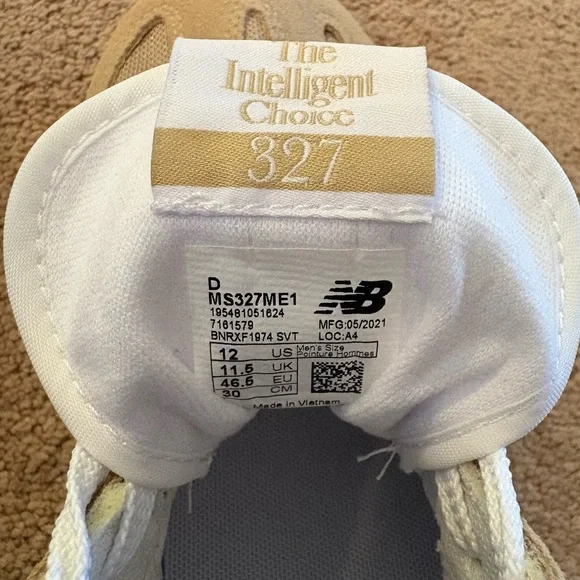 The
Intelligent
Choice
327
D
MS327ME1
195481051624
7161579 MFG:05/2021
BNRXF1974 SVT LOC:A4
NB
12 US Men's Size
Pointure Hommes
11.5 UK
46.5 EU
30 CM
Made in Vietnam